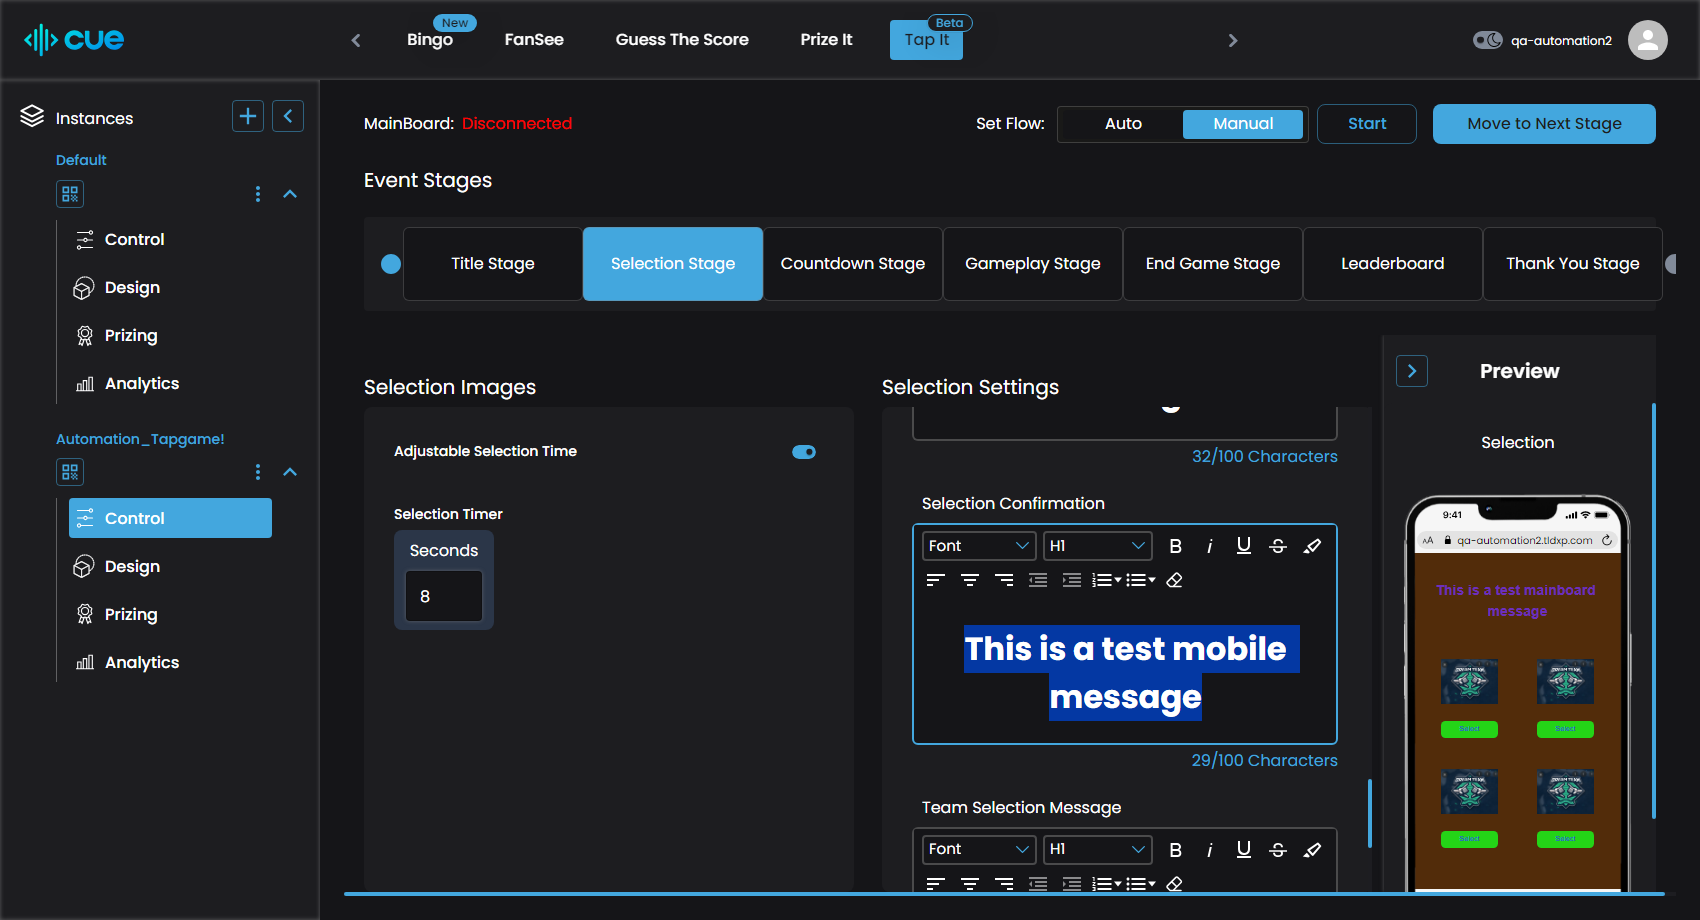 cue
New
Bingo
FanSee
Guess The Score
Prize It
Beta
Tap It
qa-automation2
Instances
MainBoard: Disconnected
Set Flow:
Auto
Manual
Start
Move to Next Stage
Default
Control
Design
Prizing
Analytics
Automation_Tapgame!
Control
Design
Prizing
Analytics
Event Stages
Title Stage
Selection Stage
Countdown Stage
Gameplay Stage
End Game Stage
Leaderboard
Thank You Stage
Selection Images
Adjustable Selection Time
Selection Timer
Seconds
8
Selection Settings
32/100 Characters
Selection Confirmation
Font
H1
B
i
U
S
This is a test mobile
message
29/100 Characters
Team Selection Message
Font
H1
B
i
U
S
Preview
Selection
9:41
AA
qa-automation2.tldxp.com
This is a test mainboard
message
Select
Select
Select
Select